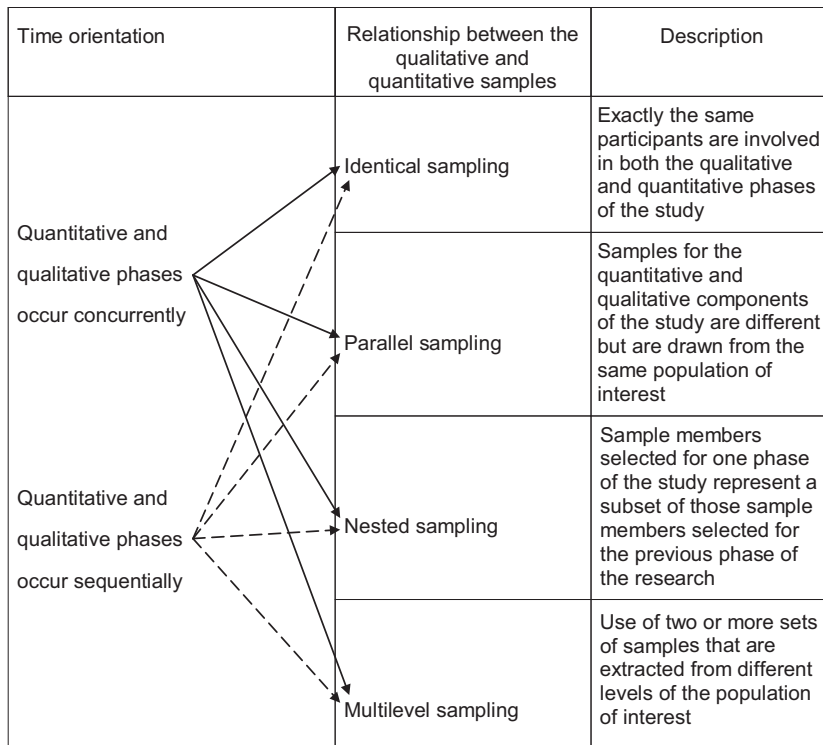 Time orientation
Relationship between the
qualitative and
quantitative samples
Description
Quantitative and
qualitative phases
occur concurrently
Quantitative and
qualitative phases
occur sequentially
Identical sampling
Exactly the same
participants are involved
in both the qualitative
and quantitative phases
of the study
Parallel sampling
Samples for the
quantitative and
qualitative components
of the study are different
but are drawn from the
same population of
interest
Nested sampling
Sample members
selected for one phase
of the study represent a
subset of those sample
members selected for
the previous phase of
the research
Multilevel sampling
Use of two or more sets
of samples that are
extracted from different
levels of the population
of interest